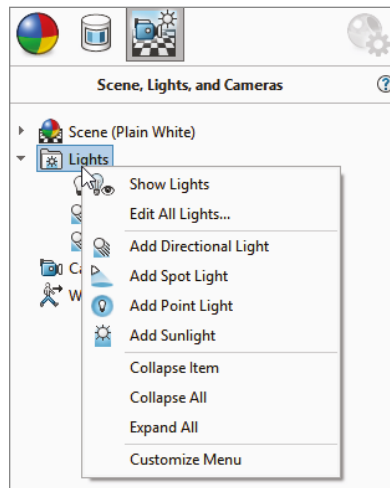 Scene, Lights, and Cameras
Scene (Plain White)
Lights
Show Lights
Edit All Lights...
Add Directional Light
Add Spot Light
Add Point Light
Add Sunlight
Collapse Item
Collapse All
Expand All
Customize Menu